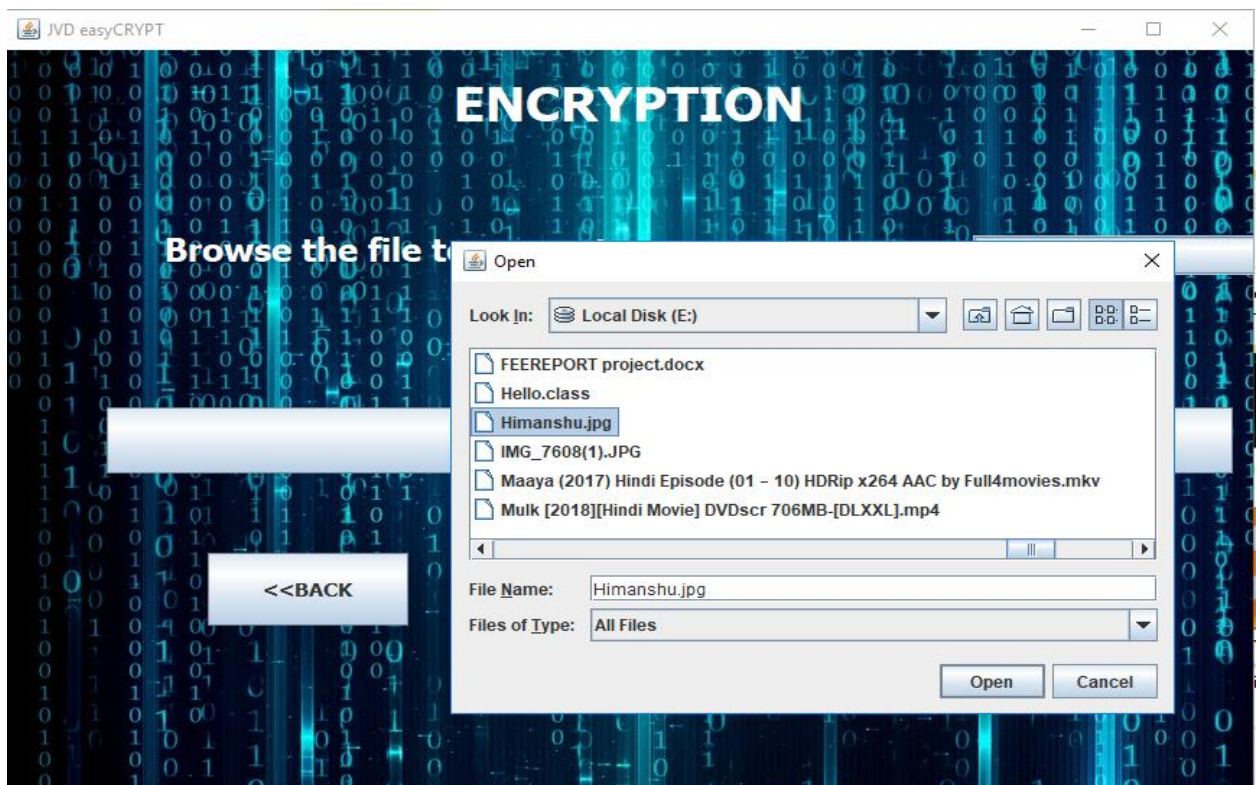 JVD easyCRYPT
ENCRYPTION
Browse the file t
Open
Look In: Local Disk (E:)
FEEREPORT project.docx
Hello.class
Himanshu.jpg
IMG_7608(1).JPG
Maaya (2017) Hindi Episode (01 – 10) HDRip x264 AAC by Full4movies.mkv
Mulk [2018][Hindi Movie] DVDscr 706MB-[DLXXL].mp4
<<BACK
File Name: Himanshu.jpg
Files of Type: All Files
Open Cancel